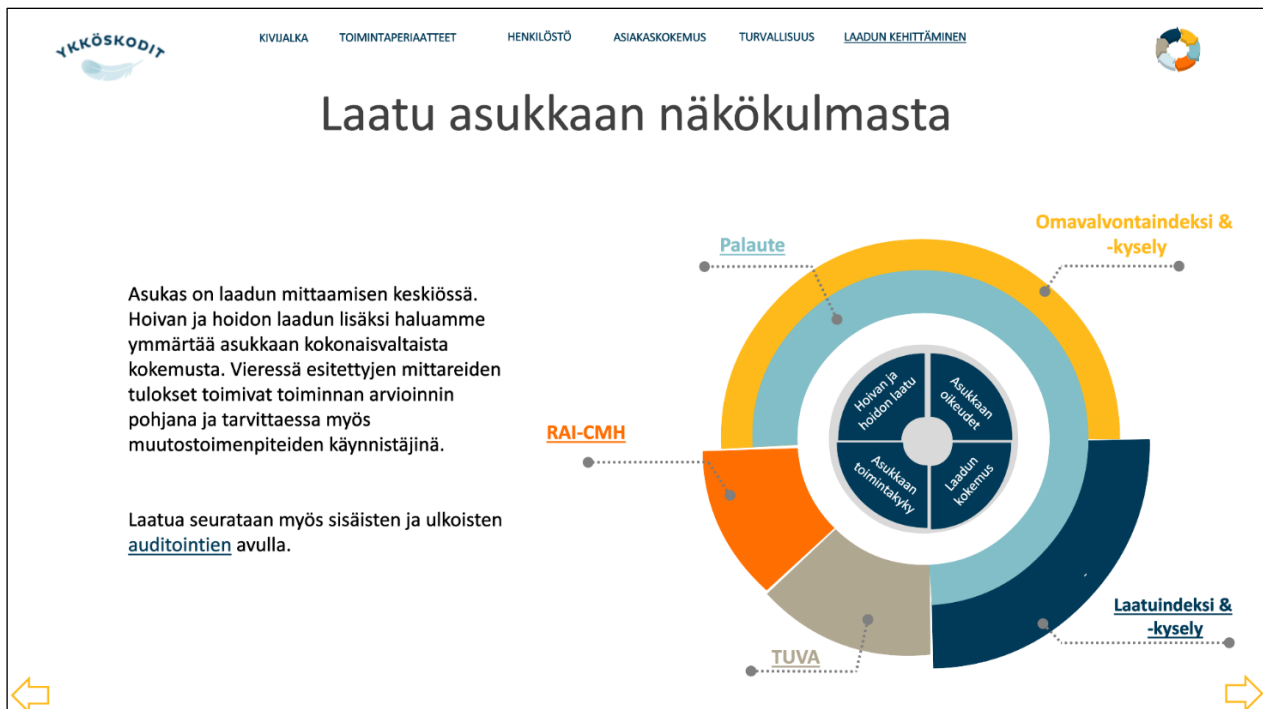 YKKÖSKODIT
KIVIJALKA TOIMINTAPERIAATTEET HENKILÖSTÖ ASIAKASKOKEMUS TURVALLISUUS LAADUN KEHITTÄMINEN
Laatu asukkaan näkökulmasta
Asukas on laadun mittaamisen keskiössä.
Hoivan ja hoidon laadun lisäksi haluamme
ymmärtää asukkaan kokonaisvaltaista
kokemusta. Vieressä esitettyjen mittareiden
tulokset toimivat toiminnan arvioinnin
pohjana ja tarvittaessa myös
muutostoimenpiteiden käynnistäjinä.
Laatua seurataan myös sisäisten ja ulkoisten
auditointien avulla.
Palaute
Omavalvontaindeksi &
-kysely
RAI-CMH
Hoivan ja
hoidon laatu
Asukkaan
oikeudet
Asukkaan
toimintakyky
Laadun
kokemus
TUVA
Laatuindeksi &
-kysely